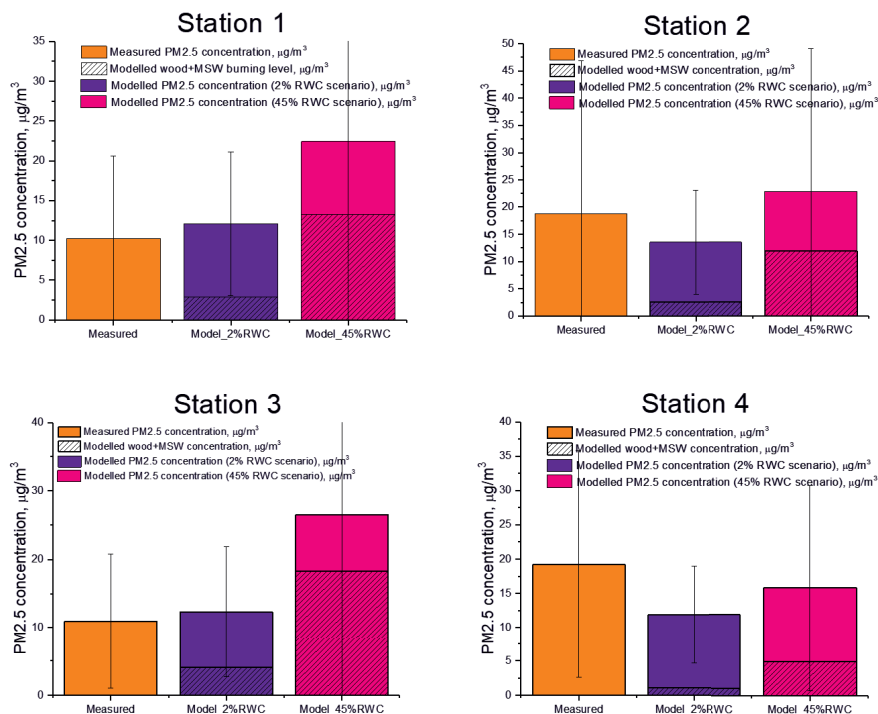 Station 1
35
30
25
20
15
10
5
0
PM2.5 concentration, µg/m³
Measured PM2.5 concentration, µg/m³
Modelled wood+MSW burning level, µg/m³
Modelled PM2.5 concentration (2% RWC scenario), µg/m³
Modelled PM2.5 concentration (45% RWC scenario), µg/m³
Measured
Model_2%RWC
Model_45%RWC
Station 2
50
45
40
35
30
25
20
15
10
5
0
PM2.5 concentration, µg/m³
Measured PM2.5 concentration, µg/m³
Modelled wood+MSW concentration, µg/m³
Modelled PM2.5 concentration (2% RWC scenario), µg/m³
Modelled PM2.5 concentration (45% RWC scenario), µg/m³
Measured
Model_2%RWC
Model_45%RWC
Station 3
40
30
20
10
0
PM2.5 concentration, µg/m³
Measured PM2.5 concentration, µg/m³
Modelled wood+MSW concentration, µg/m³
Modelled PM2.5 concentration (2% RWC scenario), µg/m³
Modelled PM2.5 concentration (45% RWC scenario), µg/m³
Measured
Model_2%RWC
Model_45%RWC
Station 4
40
35
30
25
20
15
10
5
0
PM2.5 concentration, µg/m³
Measured PM2.5 concentration, µg/m³
Modelled wood+MSW concentration, µg/m³
Modelled PM2.5 concentration (2% RWC scenario), µg/m³
Modelled PM2.5 concentration (45% RWC scenario), µg/m³
Measured
Model_2%RWC
Model_45%RWC